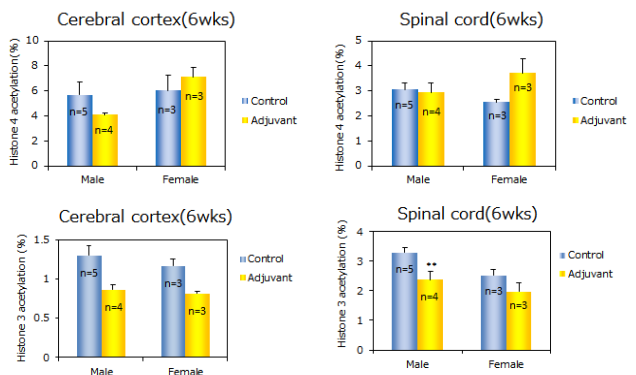 Cerebral cortex(6wks)
Histone 4 acetylation(%)
10
8
6
4
2
0
n=5
n=4
n=3
n=3
Male
Female
Control
Adjuvant
Spinal cord(6wks)
Histone 4 acetylation (%)
5
4
3
2
1
0
n=5
n=4
n=3
n=3
Male
Female
Control
Adjuvant
Cerebral cortex(6wks)
Histone 3 acetylation (%)
1.5
1
0.5
0
n=5
n=4
n=3
n=3
Male
Female
Control
Adjuvant
Spinal cord(6wks)
Histone 3 acetylation (%)
4
3
2
1
0
n=5
**
n=4
n=3
n=3
Male
Female
Control
Adjuvant